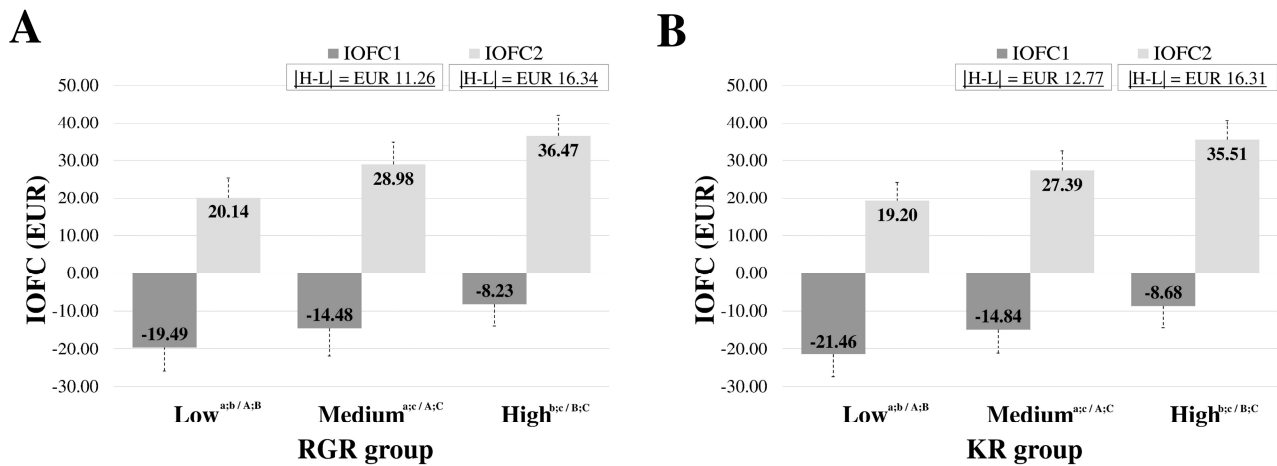 A
IOFC1 IOFC2
|H-L| = EUR 11.26 |H-L| = EUR 16.34
50.00
40.00
30.00
20.00
10.00
0.00
-10.00
-20.00
-30.00
IOFC (EUR)
20.14
28.98
36.47
-19.49
-14.48
-8.23
Low a;b / A;B Medium a;c / A;C High b;c / B;C
RGR group
B
IOFC1 IOFC2
|H-L| = EUR 12.77 |H-L| = EUR 16.31
50.00
40.00
30.00
20.00
10.00
0.00
-10.00
-20.00
-30.00
IOFC (EUR)
19.20
27.39
35.51
-21.46
-14.84
-8.68
Low a;b / A;B Medium a;c / A;C High b;c / B;C
KR group